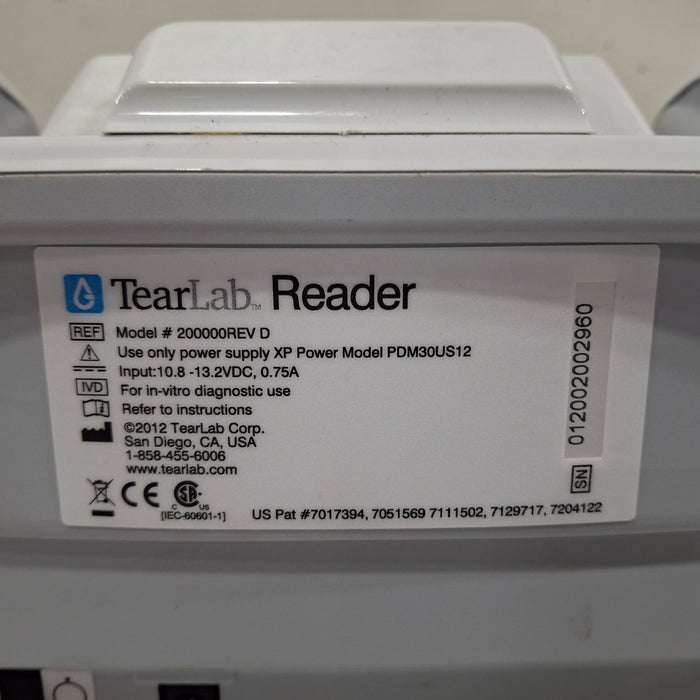 TearLab™ Reader
REF Model # 200000REV D
Use only power supply XP Power Model PDM30US12
Input:10.8 -13.2VDC, 0.75A
IVD For in-vitro diagnostic use
Refer to instructions
©2012 TearLab Corp.
San Diego, CA, USA
1-858-455-6006
www.tearlab.com
CE C SA US
[IEC-60601-1]
US Pat #7017394, 7051569 7111502, 7129717, 7204122
SN 012002002960